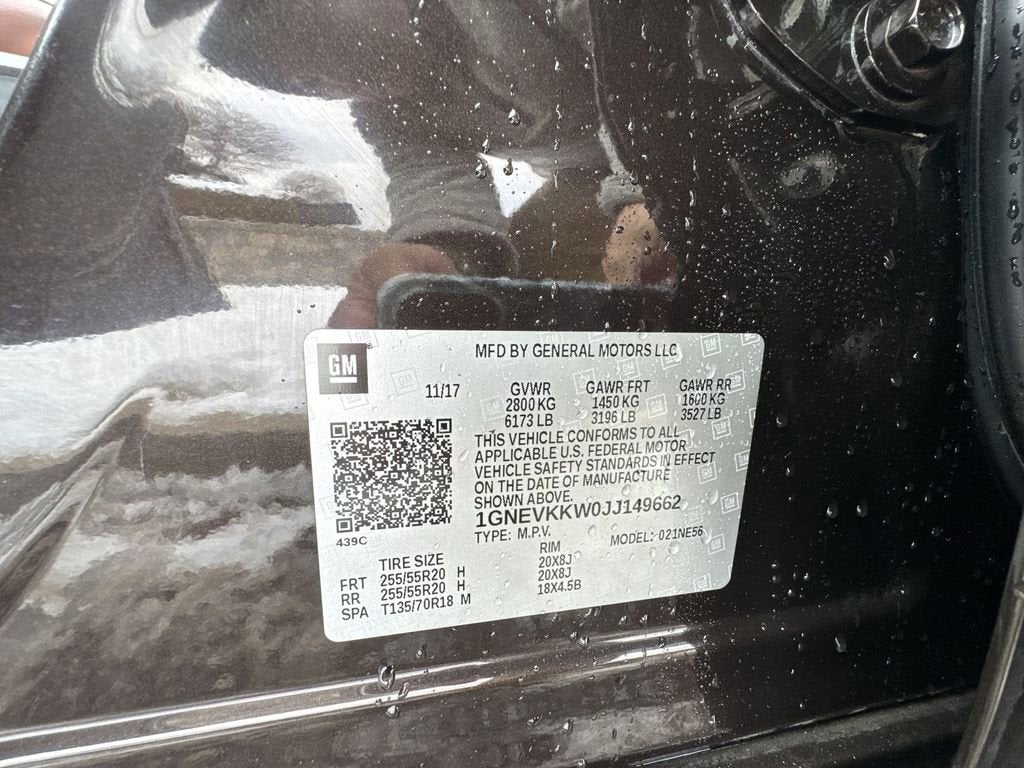 GM
MFD BY GENERAL MOTORS LLC
11/17
GVWR GAWR FRT GAWR RR
2800 KG 1450 KG 1600 KG
6173 LB 3196 LB 3527 LB
THIS VEHICLE CONFORMS TO ALL
APPLICABLE U.S. FEDERAL MOTOR
VEHICLE SAFETY STANDARDS IN EFFECT
ON THE DATE OF MANUFACTURE
SHOWN ABOVE.
1GNEVKKW0JJ149662
TYPE: M.P.V. MODEL: 021NE56
439C
TIRE SIZE RIM
FRT 255/55R20 H 20X8J
RR 255/55R20 H 20X8J
SPA T135/70R18 M 18X4.5B